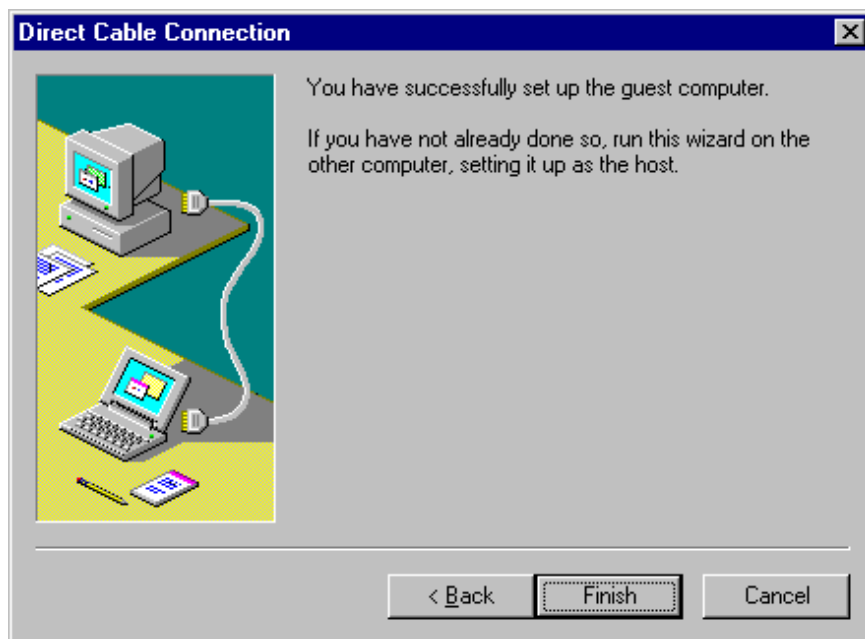 Direct Cable Connection
You have successfully set up the guest computer.
If you have not already done so, run this wizard on the
other computer, setting it up as the host.
< Back
Finish
Cancel